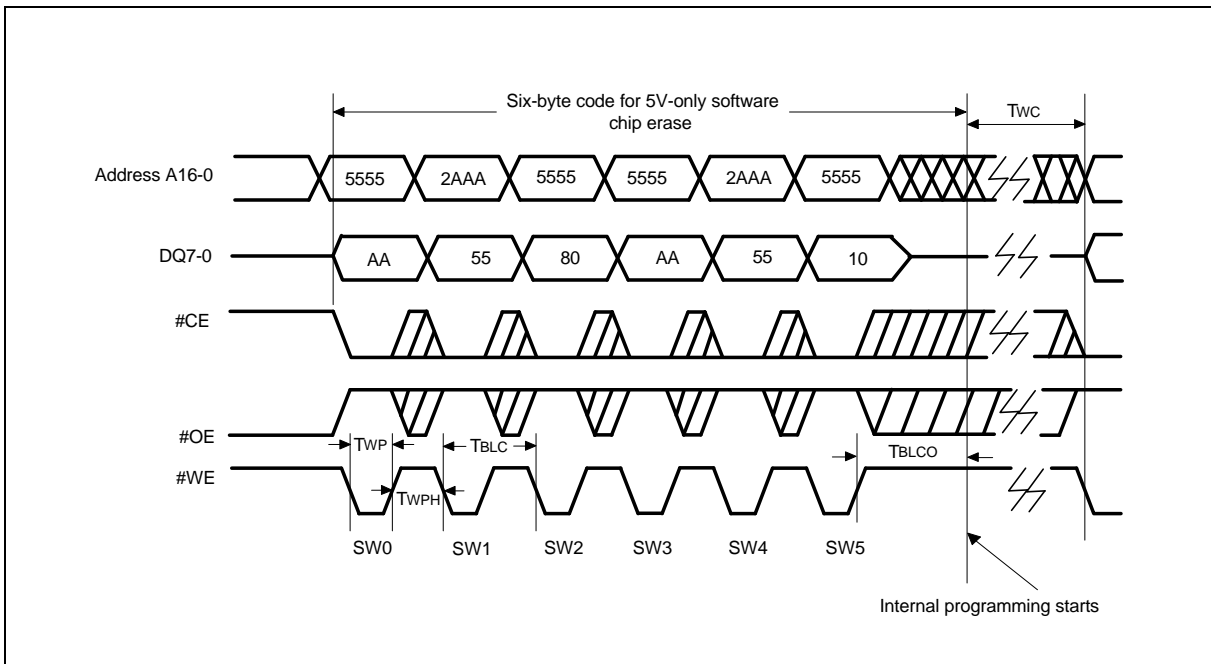 Six-byte code for 5V-only software
chip erase
TWC
Address A16-0
5555
2AAA
5555
5555
2AAA
5555
DQ7-0
AA
55
80
AA
55
10
#CE
#OE
TWP
TBLC
TBLCO
#WE
TWPH
SW0
SW1
SW2
SW3
SW4
SW5
Internal programming starts